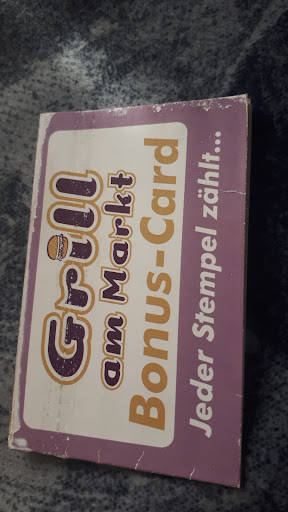 Grill
am Markt
Bonus-Card
Jeder Stempel zählt...